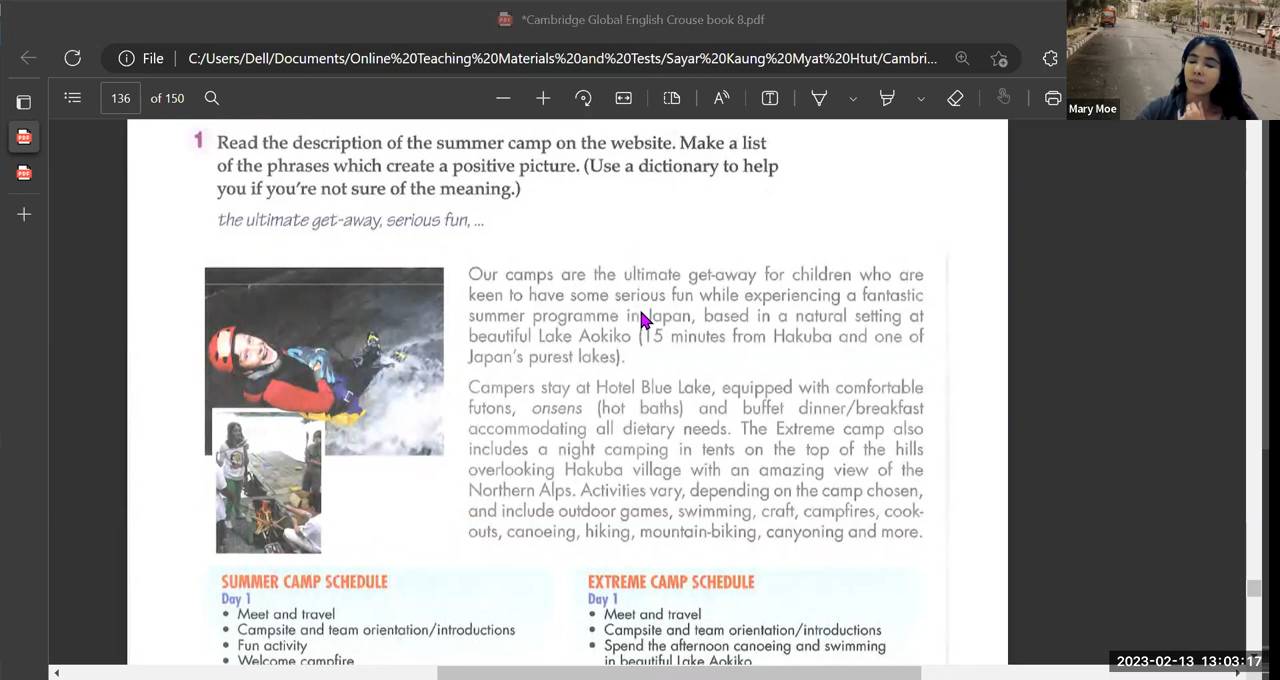 *Cambridge Global English Crouse book 8.pdf
File
C:/Users/Dell/Documents/Online%20Teaching%20Materials%20and%20Tests/Sayar%20Kaung%20Myat%20Htut/Cambri...
136 of 150
Mary Moe
1 Read the description of the summer camp on the website. Make a list
of the phrases which create a positive picture. (Use a dictionary to help
you if you're not sure of the meaning.)
the ultimate get-away, serious fun, ...
Our camps are the ultimate get-away for children who are
keen to have some serious fun while experiencing a fantastic
summer programme in Japan, based in a natural setting at
beautiful Lake Aokiko (15 minutes from Hakuba and one of
Japan's purest lakes).
Campers stay at Hotel Blue Lake, equipped with comfortable
futons, onsens (hot baths) and buffet dinner/breakfast
accommodating all dietary needs. The Extreme camp also
includes a night camping in tents on the top of the hills
overlooking Hakuba village with an amazing view of the
Northern Alps. Activities vary, depending on the camp chosen,
and include outdoor games, swimming, craft, campfires, cook-
outs, canoeing, hiking, mountain-biking, canyoning and more.
SUMMER CAMP SCHEDULE
Day 1
• Meet and travel
• Campsite and team orientation/introductions
• Fun activity
• Welcome campfire
EXTREME CAMP SCHEDULE
Day 1
• Meet and travel
• Campsite and team orientation/introductions
• Spend the afternoon canoeing and swimming
in beautiful Lake Aokiko
2023-02-13 13:03:17